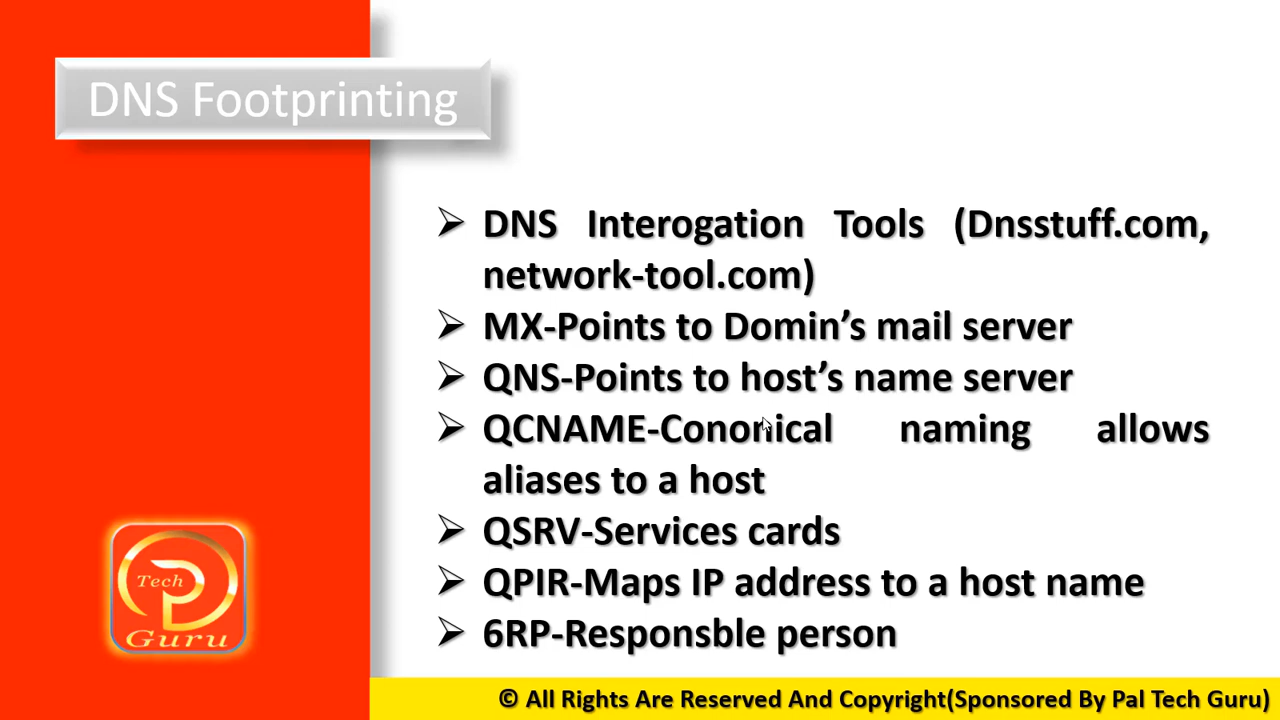 DNS Footprinting
➢ DNS Interogation Tools (Dnsstuff.com,
network-tool.com)
➢ MX-Points to Domin’s mail server
➢ QNS-Points to host’s name server
➢ QCNAME-Cononical naming allows
aliases to a host
➢ QSRV-Services cards
➢ QPIR-Maps IP address to a host name
➢ 6RP-Responsble person
Tech
P
Guru
© All Rights Are Reserved And Copyright(Sponsored By Pal Tech Guru)